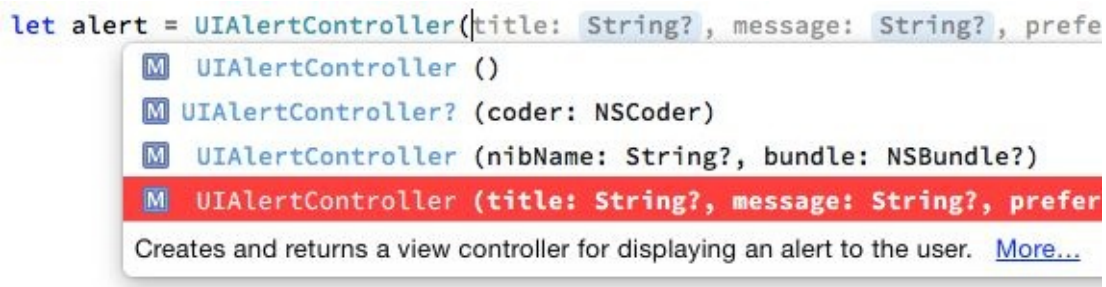 let alert = UIAlertController(title: String?, message: String?, prefe
M UIAlertController ()
M UIAlertController? (coder: NSCoder)
M UIAlertController (nibName: String?, bundle: NSBundle?)
M UIAlertController (title: String?, message: String?, prefer
Creates and returns a view controller for displaying an alert to the user. More...